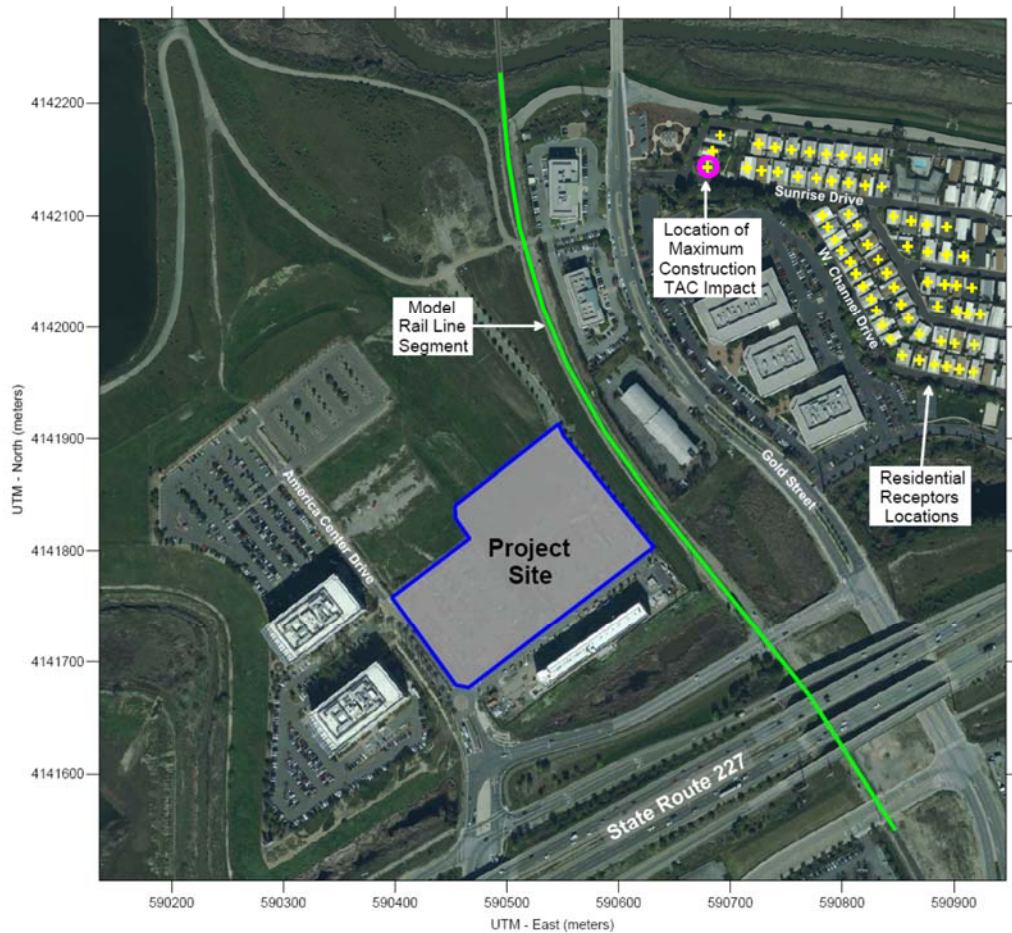 4142200
4142100
4142000
4141900
4141800
4141700
4141600
UTM - North (meters)
Sunrise Drive
Location of
Maximum
Construction
TAC Impact
W. Channel Drive
Model
Rail Line
Segment
Gold Street
Residential
Receptors
Locations
America Center Drive
Project
Site
State Route 227
590200
590300
590400
590500
590600
590700
590800
590900
UTM - East (meters)